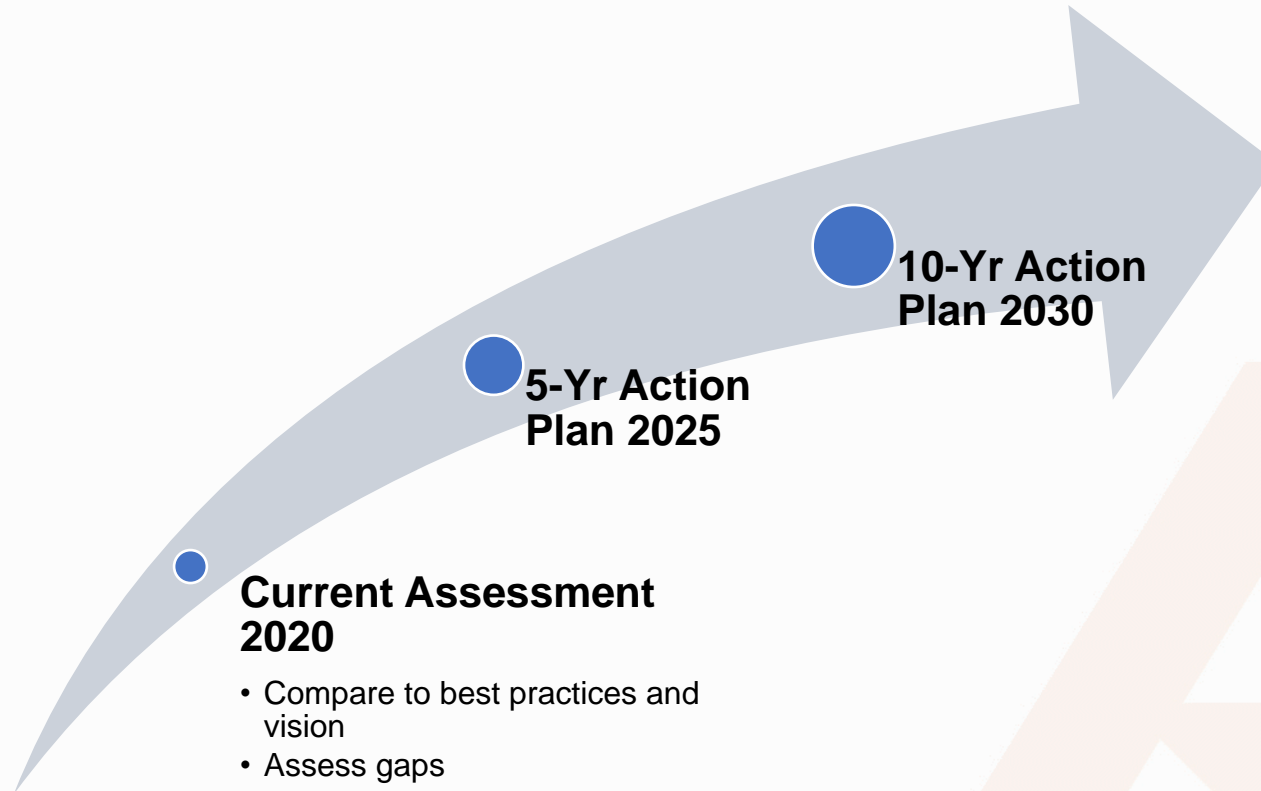 10-Yr Action
Plan 2030
5-Yr Action
Plan 2025
Current Assessment
2020
• Compare to best practices and
vision
• Assess gaps